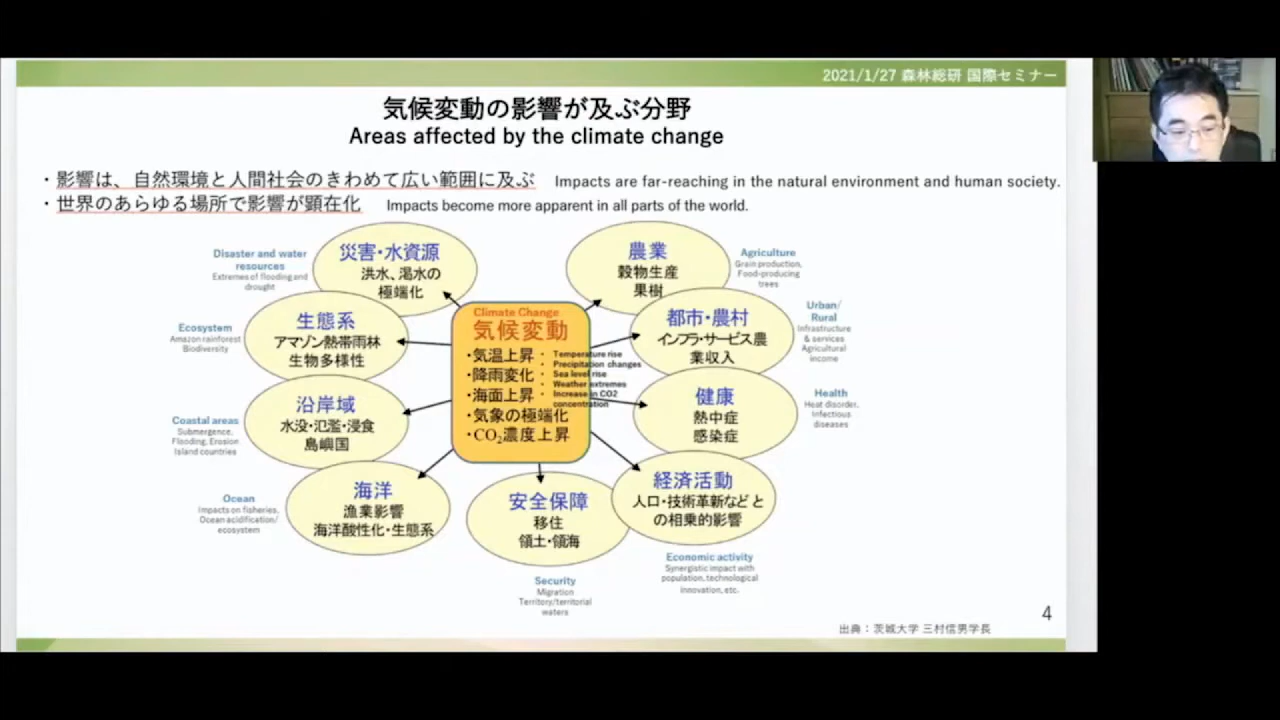 2021/1/27 森林総研 国際セミナー
気候変動の影響が及ぶ分野
Areas affected by the climate change
・影響は、自然環境と人間社会のきわめて広い範囲に及ぶ Impacts are far-reaching in the natural environment and human society.
・世界のあらゆる場所で影響が顕在化 Impacts become more apparent in all parts of the world.
Disaster and water
resources
Extremes of flooding and
drought
災害・水資源
洪水、渇水の
極端化
農業
穀物生産
果樹
Agriculture
Grain production,
Food-producing
trees
Ecosystem
Amazon rainforest
Biodiversity
生態系
アマゾン熱帯雨林
生物多様性
Climate Change
気候変動
・気温上昇・
・降雨変化・
・海面上昇・
・気象の極端化
・CO₂濃度上昇
Temperature rise
Precipitation changes
Sea level rise
Weather extremes
Increase in CO2
concentration
都市・農村
インフラ・サービス農
業収入
Urban/
Rural
Infrastructure
& services
Agricultural
income
Coastal areas
Submergence,
Flooding, Erosion
Island countries
沿岸域
水没・氾濫・浸食
島嶼国
健康
熱中症
感染症
Health
Heat disorder,
Infectious
diseases
Ocean
Impacts on fisheries,
Ocean acidification/
ecosystem
海洋
漁業影響
海洋酸性化・生態系
安全保障
移住
領土・領海
Security
Migration
Territory/territorial
waters
経済活動
人口・技術革新などと
の相乗的影響
Economic activity
Synergistic impact with
population, technological
innovation, etc.
4
出典：茨城大学 三村信男学長